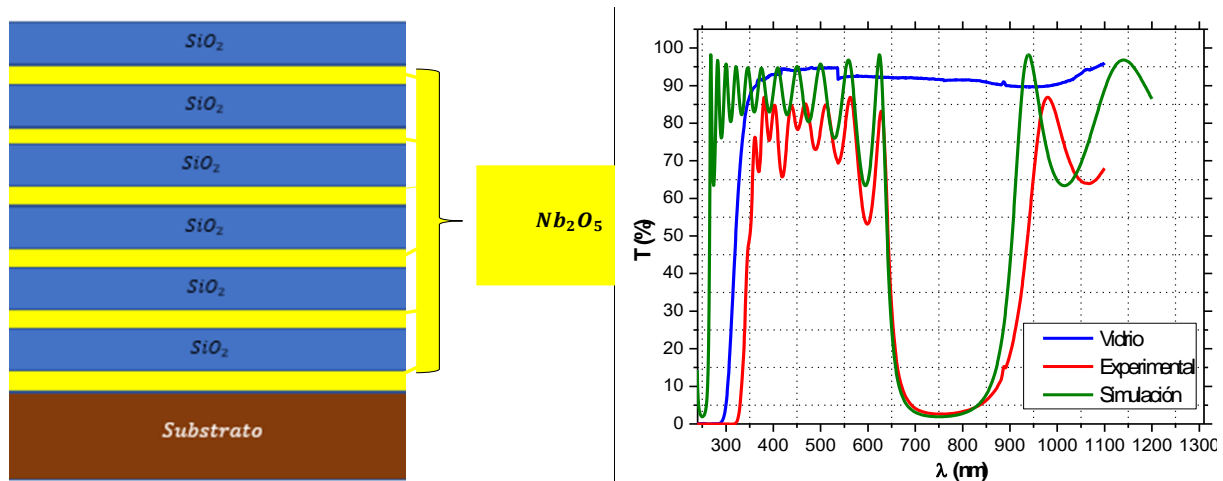 SiO₂
SiO₂
SiO₂
SiO₂
SiO₂
SiO₂
Substrato
Nb₂O₅
T (%)
100
90
80
70
60
50
40
30
20
10
0
Vidrio
Experimental
Simulación
300 400 500 600 700 800 900 1000 1100 1200 1300
λ (nm)